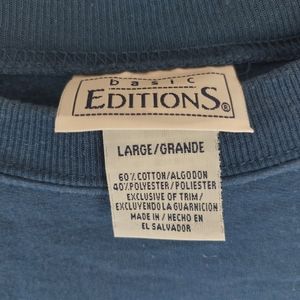 basic
EDITIONS®
LARGE/GRANDE
60% COTTON/ALGODON
40% POLYESTER/POLIESTER
EXCLUSIVE OF TRIM/
EXCLUYENDO LA GUARNICION
MADE IN / HECHO EN
EL SALVADOR